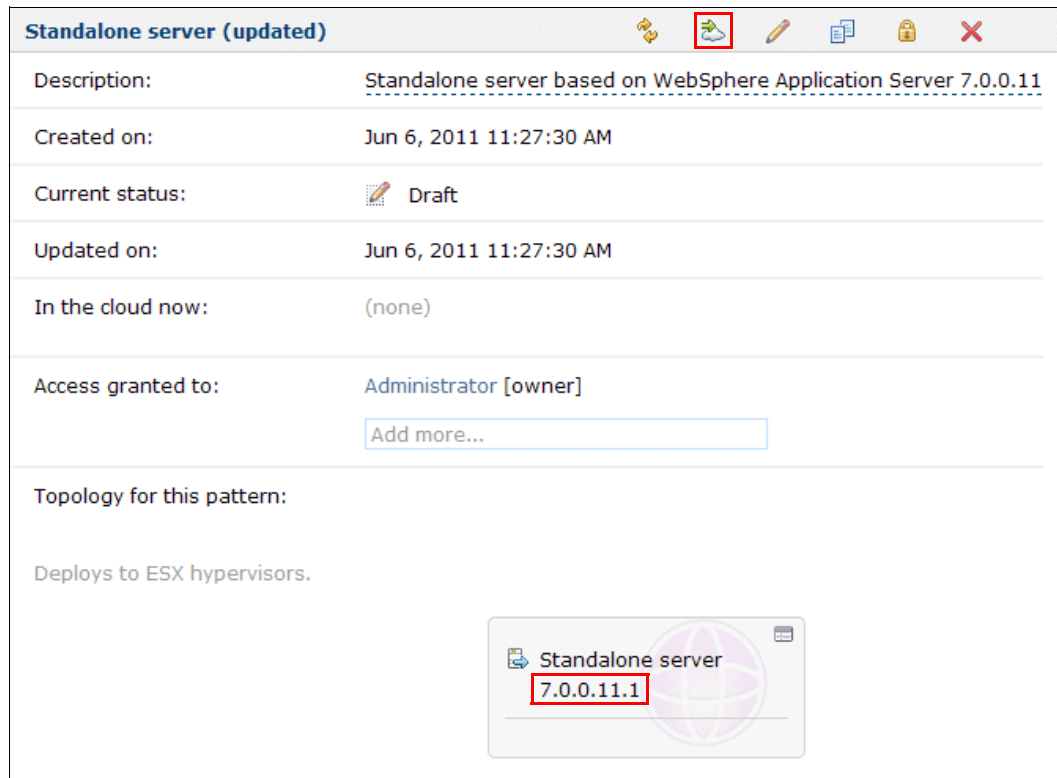 Standalone server (updated)
Description: Standalone server based on WebSphere Application Server 7.0.0.11
Created on: Jun 6, 2011 11:27:30 AM
Current status: Draft
Updated on: Jun 6, 2011 11:27:30 AM
In the cloud now: (none)
Access granted to: Administrator [owner]
Add more...
Topology for this pattern:
Deploys to ESX hypervisors.
Standalone server
7.0.0.11.1